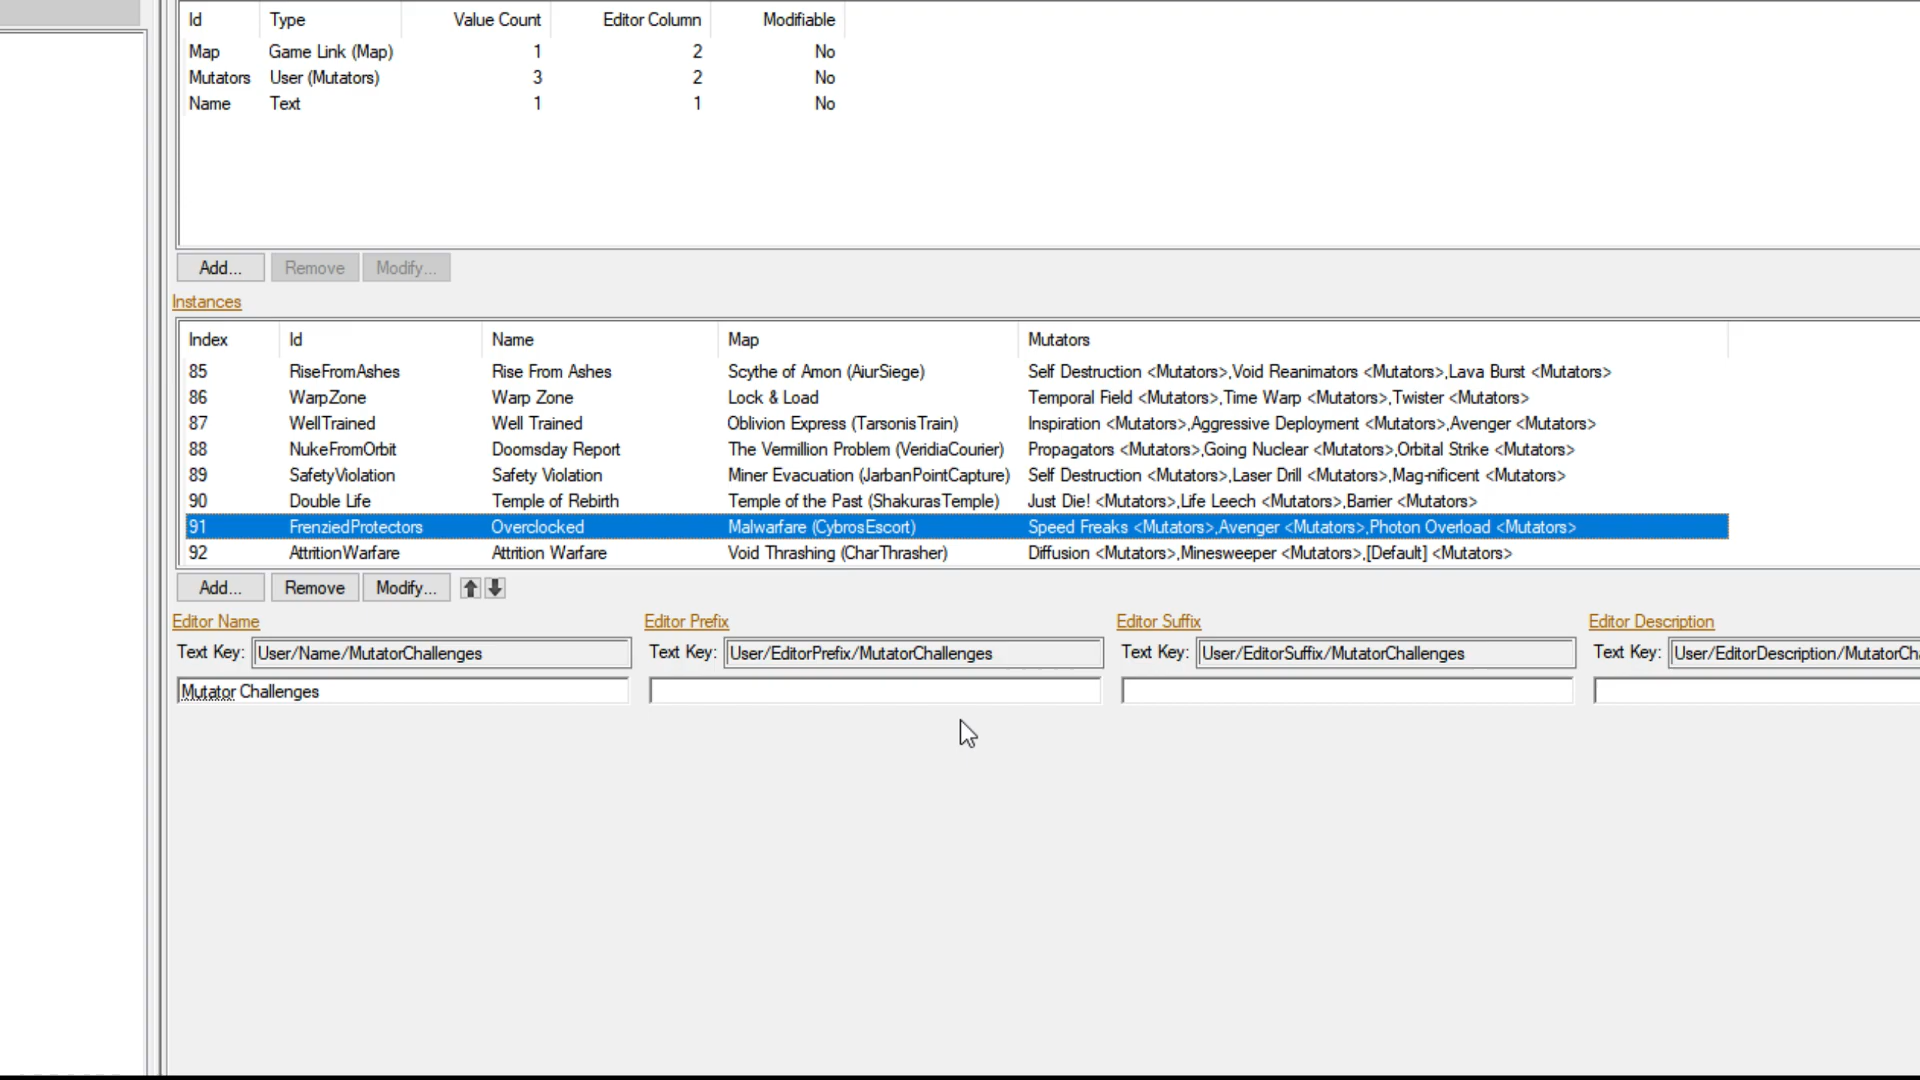 Id Type Value Count Editor Column Modifiable
Map Game Link (Map) 1 2 No
Mutators User (Mutators) 3 2 No
Name Text 1 1 No
Add... Remove Modify...
Instances
Index Id Name Map Mutators
85 RiseFromAshes Rise From Ashes Scythe of Amon (AiurSiege) Self Destruction <Mutators>,Void Reanimators <Mutators>,Lava Burst <Mutators>
86 WarpZone Warp Zone Lock & Load Temporal Field <Mutators>,Time Warp <Mutators>,Twister <Mutators>
87 WellTrained Well Trained Oblivion Express (TarsonisTrain) Inspiration <Mutators>,Aggressive Deployment <Mutators>,Avenger <Mutators>
88 NukeFromOrbit Doomsday Report The Vermillion Problem (VeridiaCourier) Propagators <Mutators>,Going Nuclear <Mutators>,Orbital Strike <Mutators>
89 SafetyViolation Safety Violation Miner Evacuation (JarbanPointCapture) Self Destruction <Mutators>,Laser Drill <Mutators>,Mag-nificent <Mutators>
90 Double Life Temple of Rebirth Temple of the Past (ShakurasTemple) Just Die! <Mutators>,Life Leech <Mutators>,Barrier <Mutators>
91 FrenziedProtectors Overclocked Malwarfare (CybrosEscort) Speed Freaks <Mutators>,Avenger <Mutators>,Photon Overload <Mutators>
92 AttritionWarfare Attrition Warfare Void Thrashing (CharThrasher) Diffusion <Mutators>,Minesweeper <Mutators>,[Default] <Mutators>
Add... Remove Modify...
Editor Name Editor Prefix Editor Suffix Editor Description
Text Key: User/Name/MutatorChallenges Text Key: User/EditorPrefix/MutatorChallenges Text Key: User/EditorSuffix/MutatorChallenges Text Key: User/EditorDescription/MutatorCha
Mutator Challenges